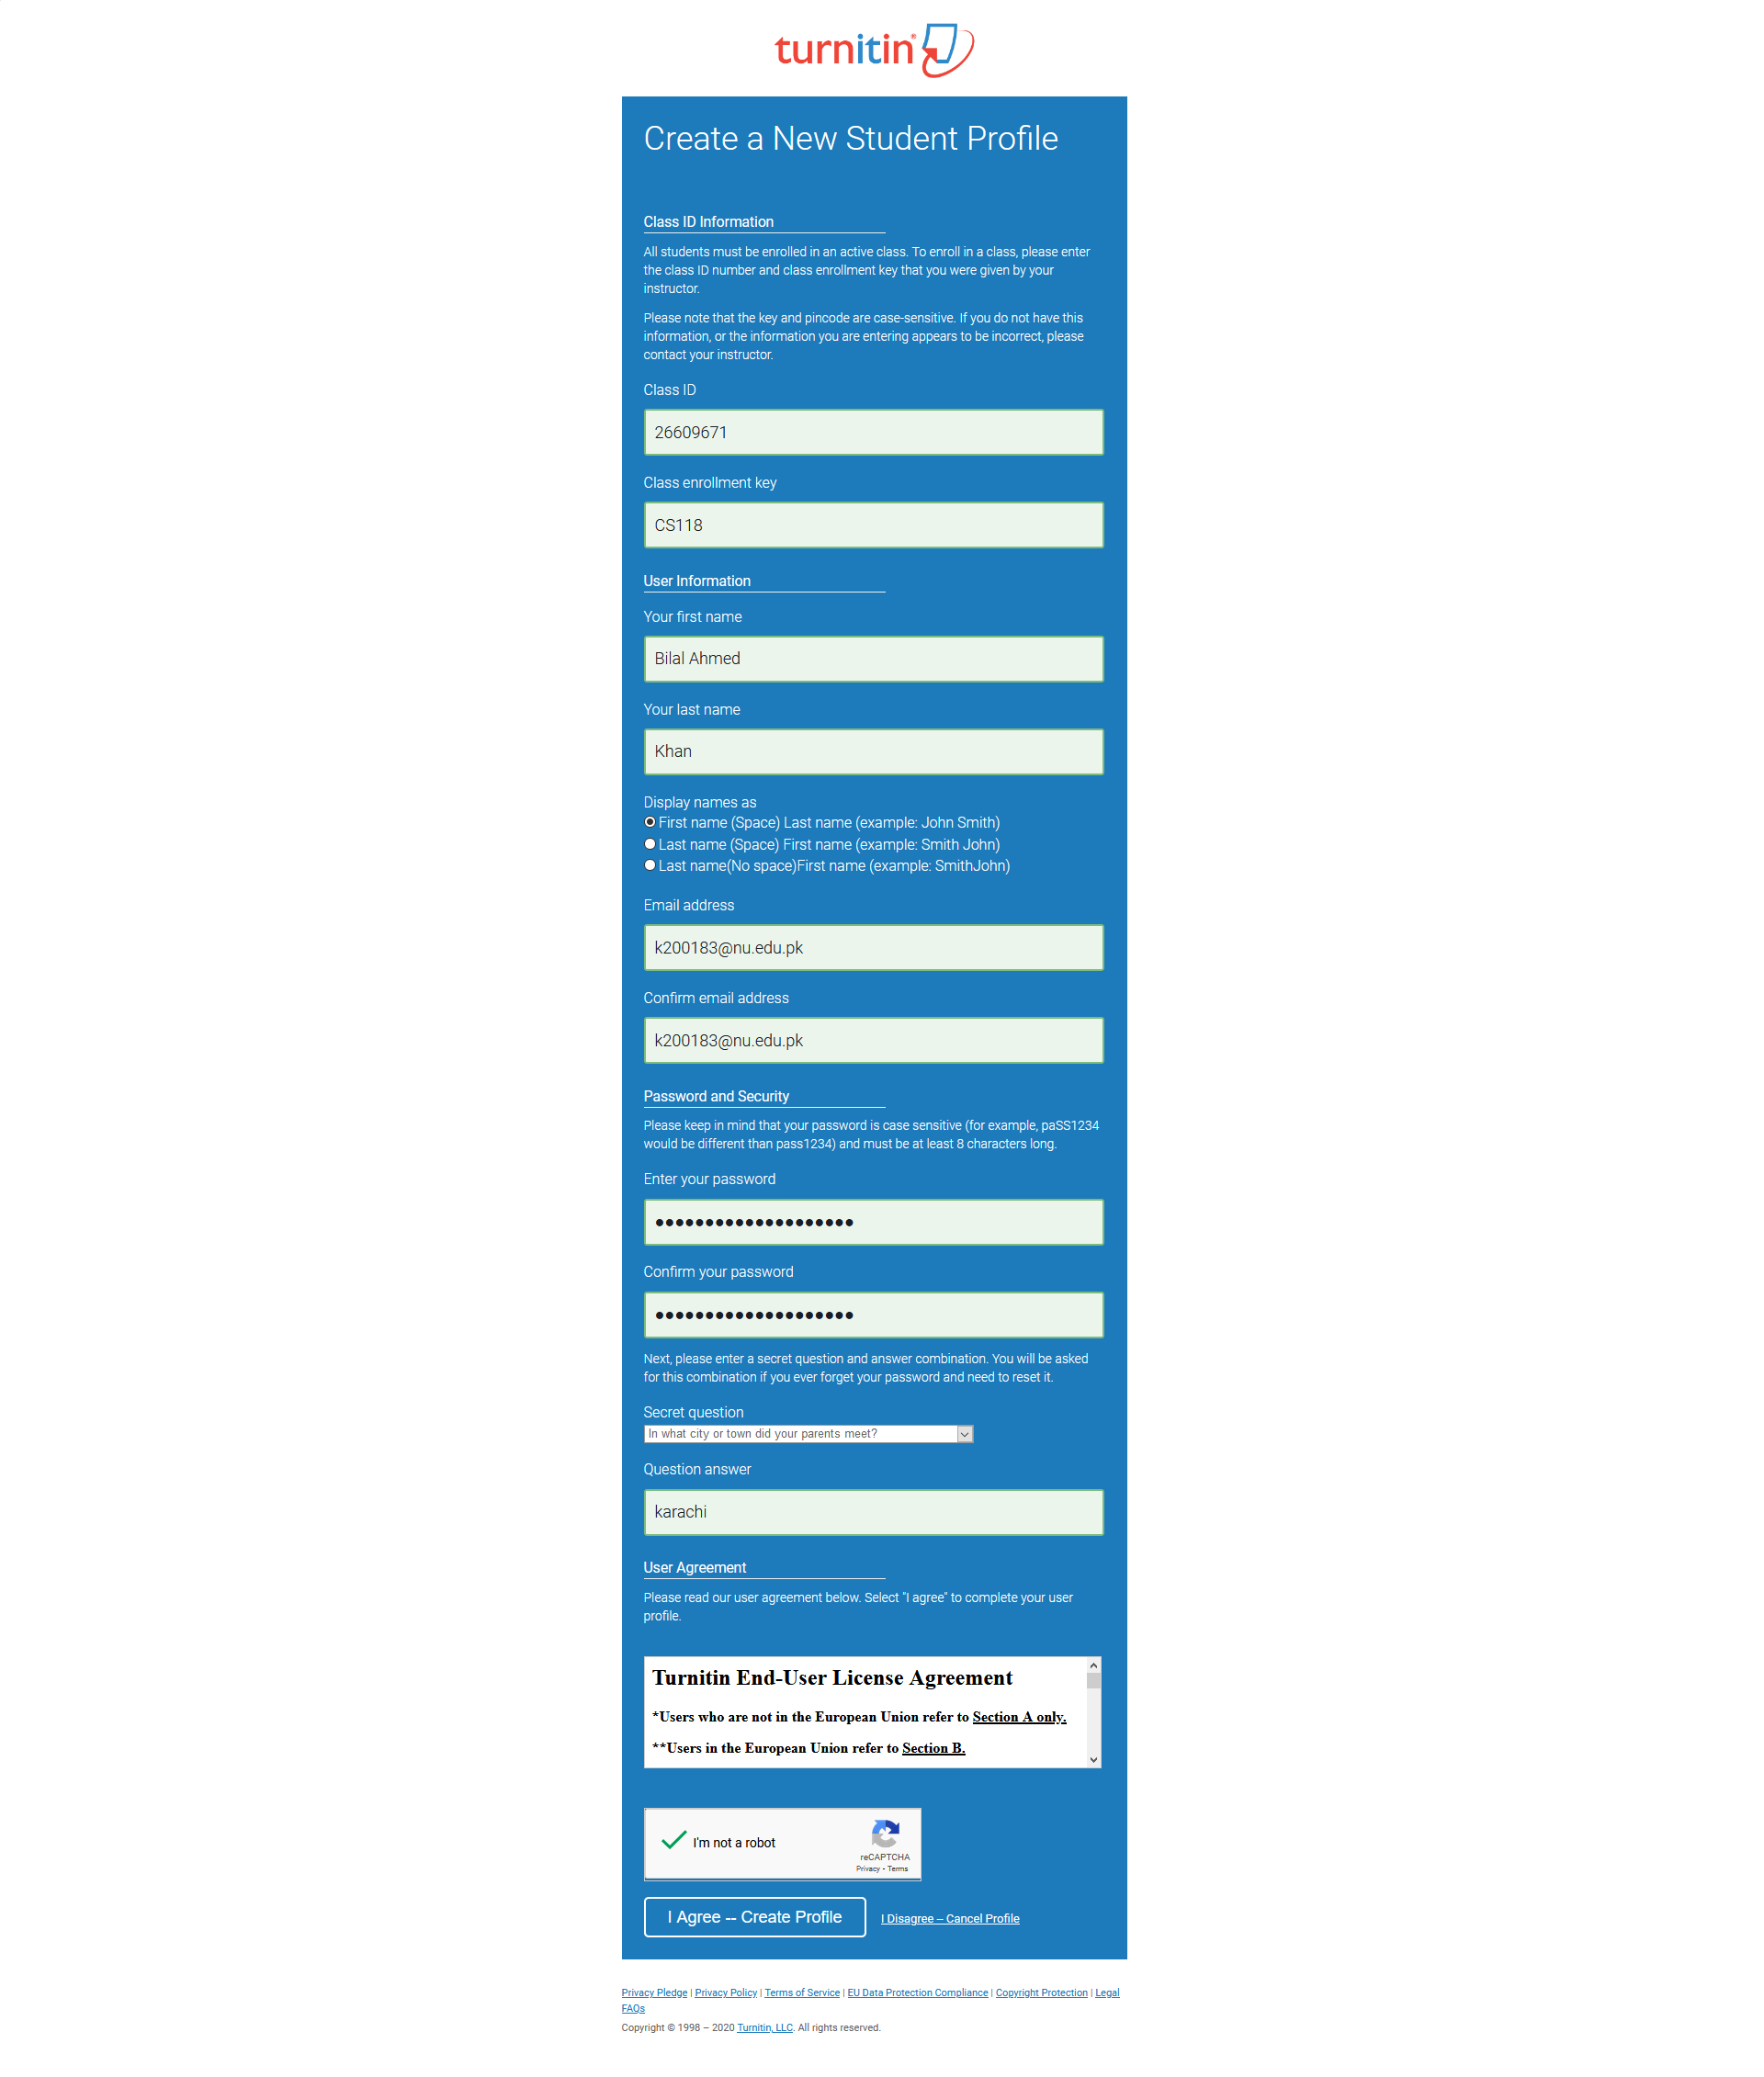 turnitin®
Create a New Student Profile
Class ID Information
All students must be enrolled in an active class. To enroll in a class, please enter
the class ID number and class enrollment key that you were given by your
instructor.
Please note that the key and pincode are case-sensitive. If you do not have this
information, or the information you are entering appears to be incorrect, please
contact your instructor.
Class ID
26609671
Class enrollment key
CS118
User Information
Your first name
Bilal Ahmed
Your last name
Khan
Display names as
First name (Space) Last name (example: John Smith)
Last name (Space) First name (example: Smith John)
Last name(No space)First name (example: SmithJohn)
Email address
k200183@nu.edu.pk
Confirm email address
k200183@nu.edu.pk
Password and Security
Please keep in mind that your password is case sensitive (for example, paSS1234
would be different than pass1234) and must be at least 8 characters long.
Enter your password
●●●●●●●●●●●●●●●●●●●●
Confirm your password
●●●●●●●●●●●●●●●●●●●●
Next, please enter a secret question and answer combination. You will be asked
for this combination if you ever forget your password and need to reset it.
Secret question
In what city or town did your parents meet?
Question answer
karachi
User Agreement
Please read our user agreement below. Select "I agree" to complete your user
profile.
Turnitin End-User License Agreement
*Users who are not in the European Union refer to Section A only.
**Users in the European Union refer to Section B.
I'm not a robot
reCAPTCHA
Privacy • Terms
I Agree -- Create Profile
I Disagree -- Cancel Profile
Privacy Pledge | Privacy Policy | Terms of Service | EU Data Protection Compliance | Copyright Protection | Legal
FAQs
Copyright © 1998 – 2020 Turnitin, LLC. All rights reserved.